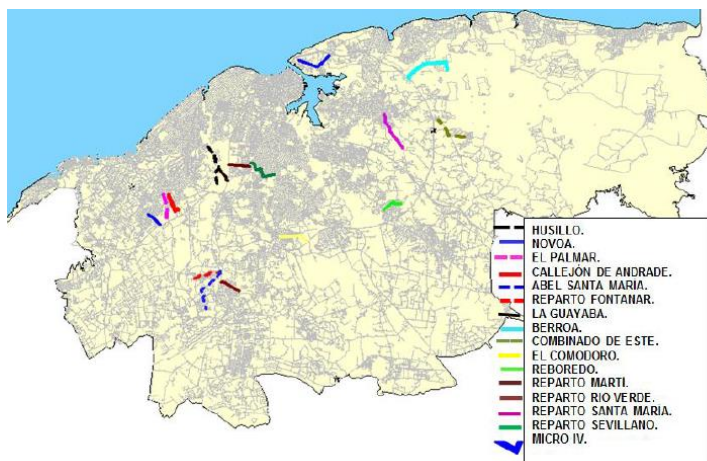 HUSILLO.
NOVOA.
EL PALMAR.
CALLEJÓN DE ANDRADE.
ABEL SANTA MARIA.
REPARTO FONTANAR.
LA GUAYABA.
BERROA.
COMBINADO DE ESTE.
EL COMODORO.
REBOREDO.
REPARTO MARTI.
REPARTO RIO VERDE.
REPARTO SANTA MARIA.
REPARTO SEVILLANO.
MICRO IV.